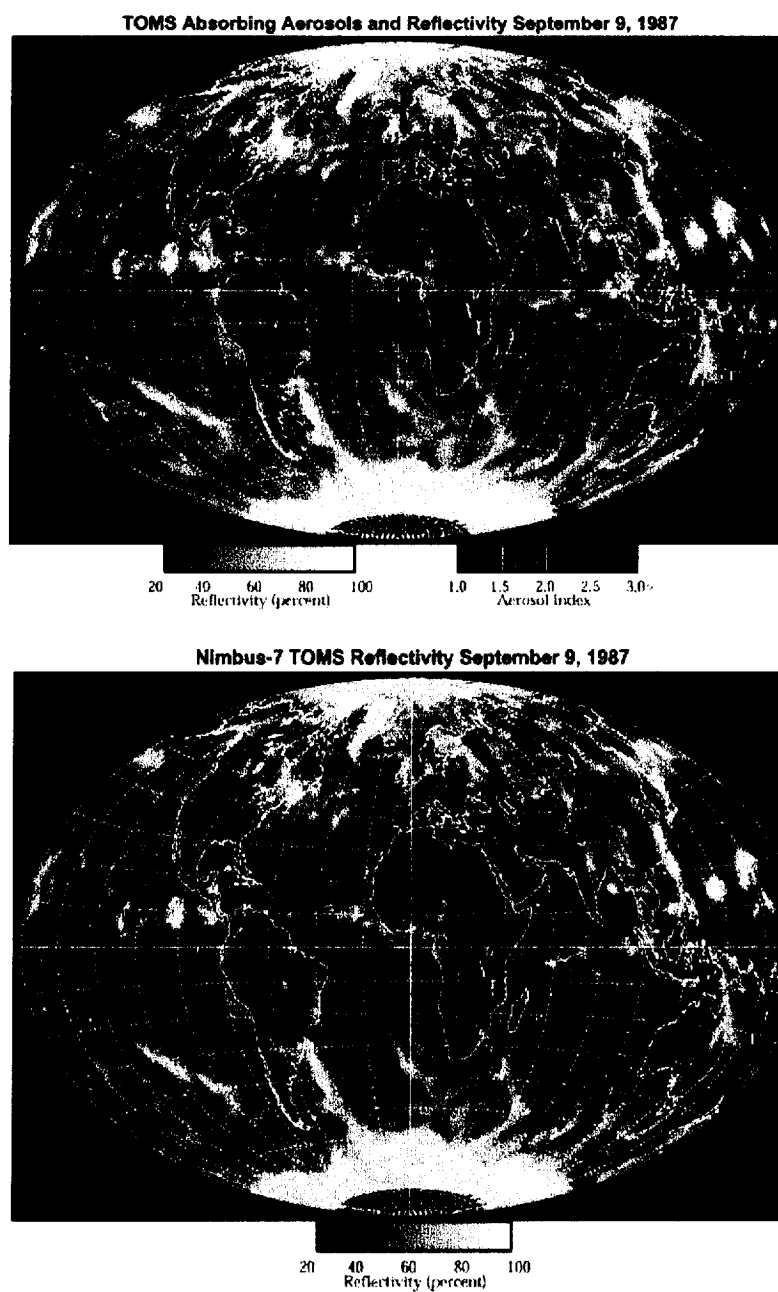 TOMS Absorbing Aerosols and Reflectivity September 9, 1987
20 40 60 80 100
Reflectivity (percent)
1.0 1.5 2.0 2.5 3.0>
Aerosol index
Nimbus-7 TOMS Reflectivity September 9, 1987
20 40 60 80 100
Reflectivity (percent)